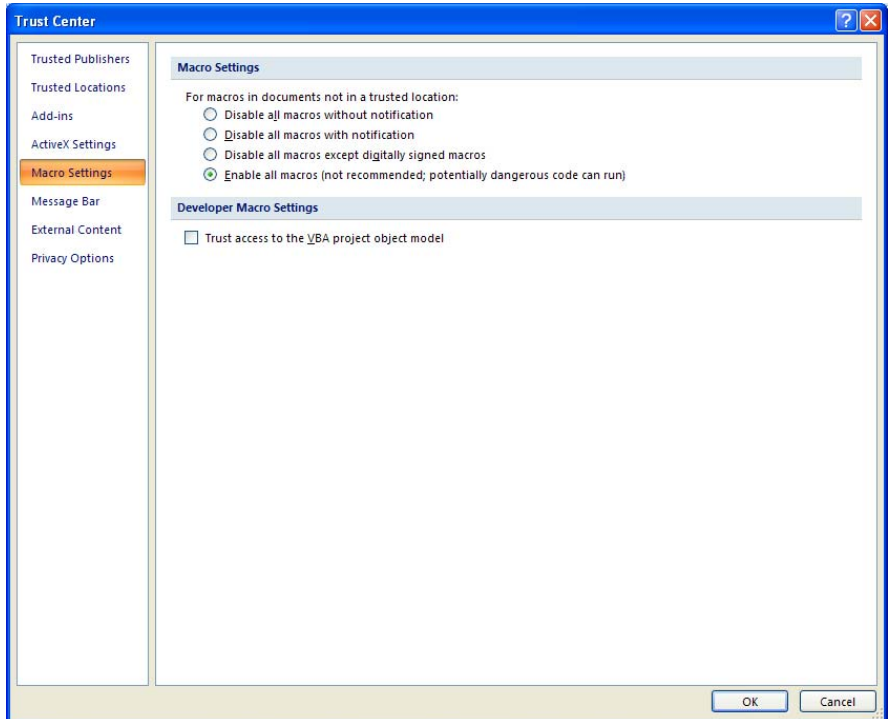 Trust Center
Trusted Publishers
Trusted Locations
Add-ins
ActiveX Settings
Macro Settings
Message Bar
External Content
Privacy Options
Macro Settings
For macros in documents not in a trusted location:
Disable all macros without notification
Disable all macros with notification
Disable all macros except digitally signed macros
Enable all macros (not recommended; potentially dangerous code can run)
Developer Macro Settings
Trust access to the VBA project object model
OK
Cancel